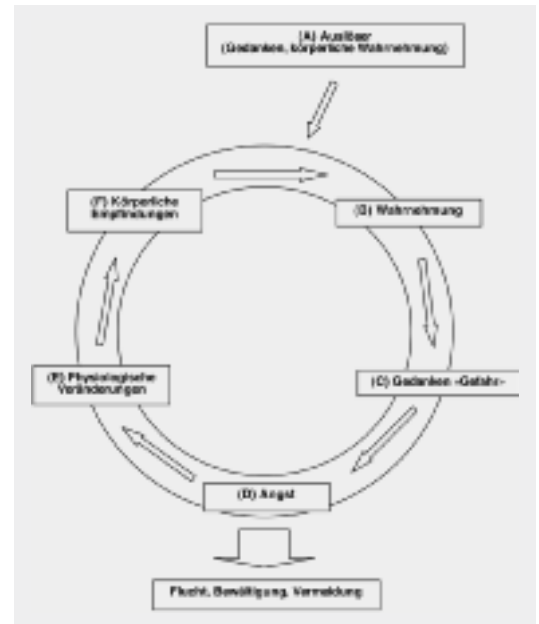 (A) Auslöser
(Gedanken, körperliche Wahrnehmung)
(B) Wahrnehmung
(C) Gedanken «Gefahr»
(D) Angst
(E) Physiologische
Veränderungen
(F) Körperliche
Empfindungen
Flucht, Bewältigung, Vermeidung